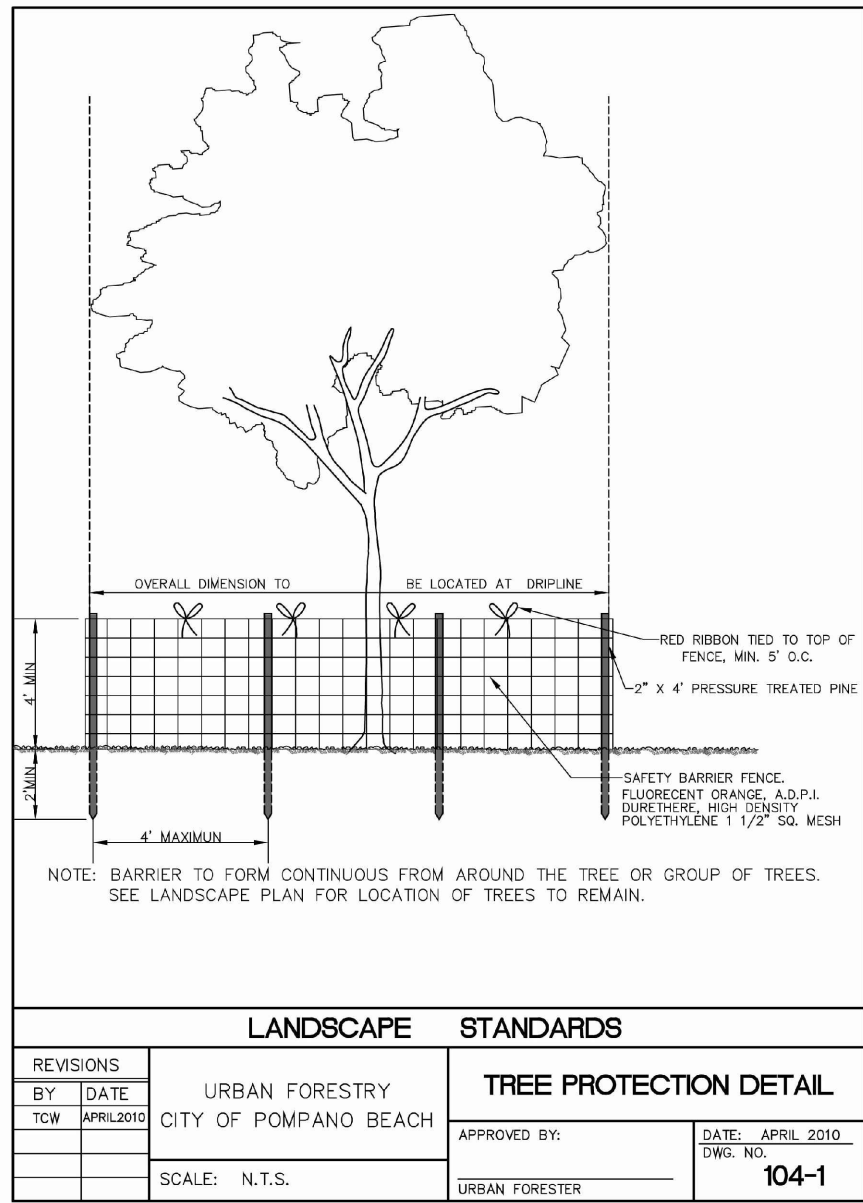 OVERALL DIMENSION TO BE LOCATED AT DRIPLINE
4' MIN
2'MIN
RED RIBBON TIED TO TOP OF
FENCE, MIN. 5' O.C.
2" X 4' PRESSURE TREATED PINE
SAFETY BARRIER FENCE.
FLUORECENT ORANGE, A.D.P.I.
DURETHERE, HIGH DENSITY
POLYETHYLENE 1 1/2" SQ. MESH
4' MAXIMUN
NOTE: BARRIER TO FORM CONTINUOUS FROM AROUND THE TREE OR GROUP OF TREES.
SEE LANDSCAPE PLAN FOR LOCATION OF TREES TO REMAIN.
LANDSCAPE STANDARDS
REVISIONS
BY DATE
TCW APRIL2010
URBAN FORESTRY
CITY OF POMPANO BEACH
SCALE: N.T.S.
TREE PROTECTION DETAIL
APPROVED BY:
URBAN FORESTER
DATE: APRIL 2010
DWG. NO.
104-1